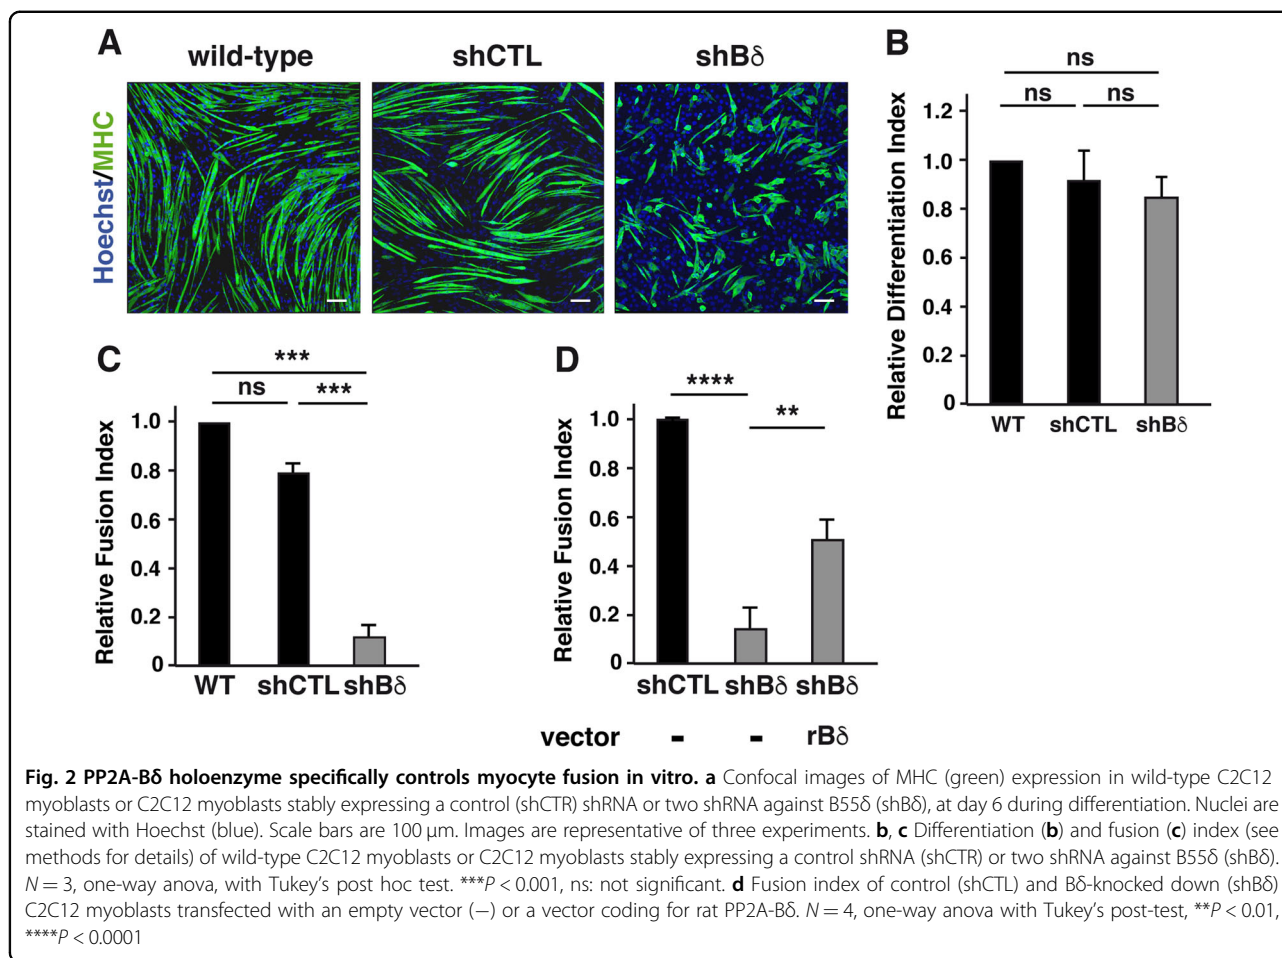 A
wild-type
shCTL
shBδ
Hoechst/MHC
B
ns
ns
ns
Relative Differentiation Index
1.2
1.0
0.8
0.6
0.4
0.2
0
WT
shCTL
shBδ
C
***
ns
***
Relative Fusion Index
1.0
0.8
0.6
0.4
0.2
0
WT
shCTL
shBδ
D
****
**
Relative Fusion Index
1.0
0.8
0.6
0.4
0.2
0
shCTL
shBδ
shBδ
vector
-
-
rBδ
Fig. 2 PP2A-Bδ holoenzyme specifically controls myocyte fusion in vitro. a Confocal images of MHC (green) expression in wild-type C2C12
myoblasts or C2C12 myoblasts stably expressing a control (shCTR) shRNA or two shRNA against B55δ (shBδ), at day 6 during differentiation. Nuclei are
stained with Hoechst (blue). Scale bars are 100 µm. Images are representative of three experiments. b, c Differentiation (b) and fusion (c) index (see
methods for details) of wild-type C2C12 myoblasts or C2C12 myoblasts stably expressing a control shRNA (shCTR) or two shRNA against B55δ (shBδ).
N = 3, one-way anova, with Tukey's post hoc test. ***P < 0.001, ns: not significant. d Fusion index of control (shCTL) and Bδ-knocked down (shBδ)
C2C12 myoblasts transfected with an empty vector (−) or a vector coding for rat PP2A-Bδ. N = 4, one-way anova with Tukey's post-test, **P < 0.01,
****P < 0.0001